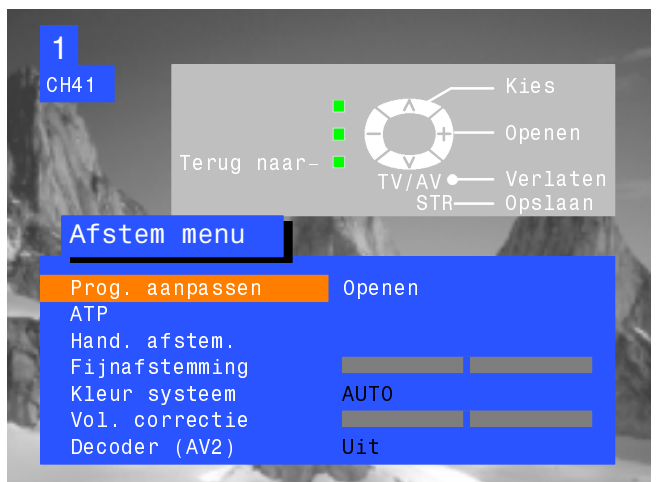 1
CH41
Kies
Openen
Terug naar
TV/AV Verlaten
STR Opslaan
Afstem menu
Prog. aanpassen Openen
ATP
Hand. afstem.
Fijnafstemming
Kleur systeem AUTO
Vol. correctie
Decoder (AV2) Uit